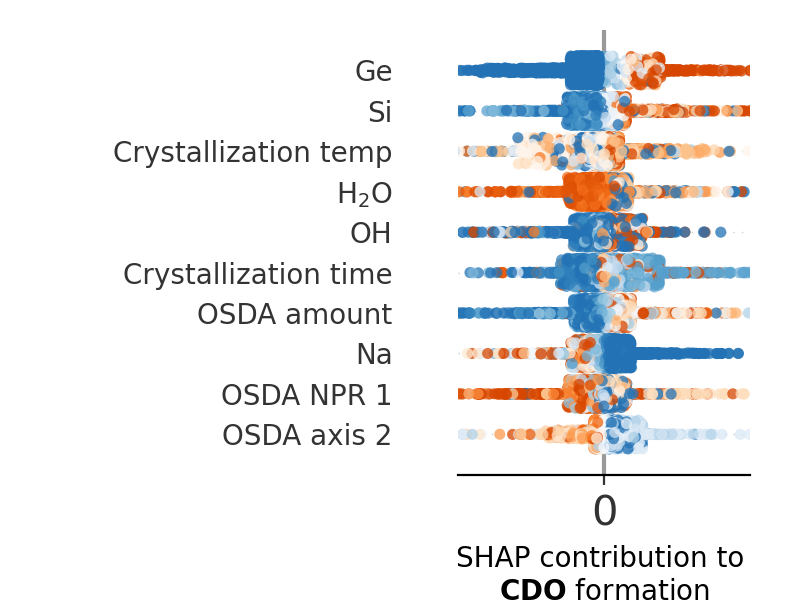 Ge
Si
Crystallization temp
H₂O
OH
Crystallization time
OSDA amount
Na
OSDA NPR 1
OSDA axis 2
0
SHAP contribution to
CDO formation